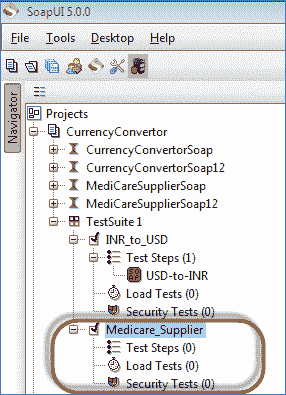 SoapUI 5.0.0
File Tools Desktop Help
Navigator
Projects
CurrencyConvertor
CurrencyConvertorSoap
CurrencyConvertorSoap12
MediCareSupplierSoap
MediCareSupplierSoap12
TestSuite 1
INR_to_USD
Test Steps (1)
USD-to-INR
Load Tests (0)
Security Tests (0)
Medicare_Supplier
Test Steps (0)
Load Tests (0)
Security Tests (0)